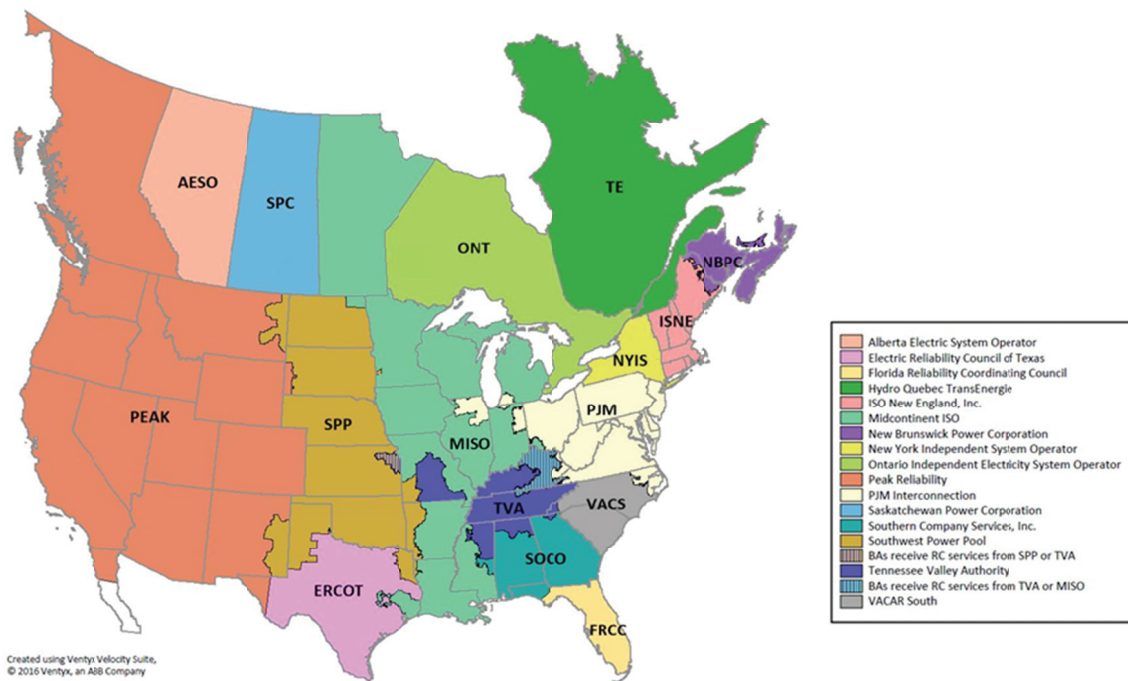 AESO
SPC
TE
ONT
NBPC
ISNE
NYIS
PEAK
SPP
MISO
PJM
TVA
VACS
SOCO
ERCOT
FRCC
Alberta Electric System Operator
Electric Reliability Council of Texas
Florida Reliability Coordinating Council
Hydro Quebec TransEnergie
ISO New England, Inc.
Midcontinent ISO
New Brunswick Power Corporation
New York Independent System Operator
Ontario Independent Electricity System Operator
Peak Reliability
PJM Interconnection
Saskatchewan Power Corporation
Southern Company Services, Inc.
Southwest Power Pool
BAs receive RC services from SPP or TVA
Tennessee Valley Authority
BAs receive RC services from TVA or MISO
VACAR South
Created using Ventyx Velocity Suite,
© 2016 Ventyx, an ABB Company